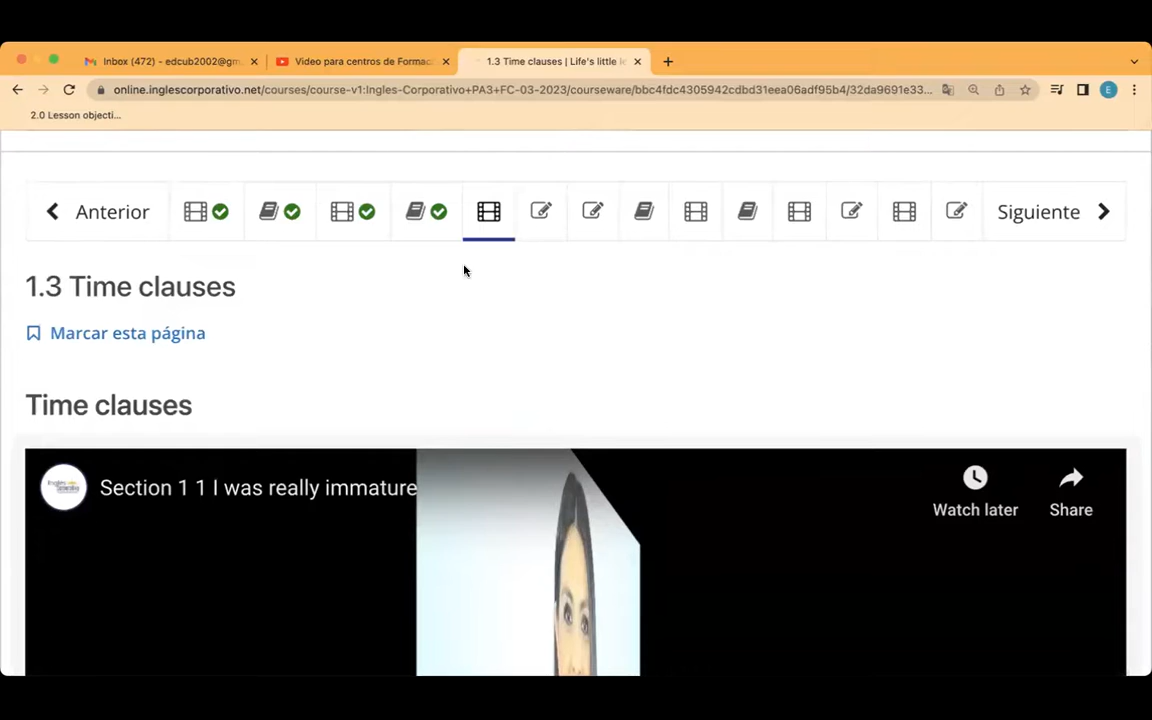 Inbox (472) - edcub2002@gm
Video para centros de Formac
1.3 Time clauses | Life's little l
online.inglescorporativo.net/courses/course-v1:Ingles-Corporativo+PA3+FC-03-2023/courseware/bbc4fdc4305942cdbd31eea06adf95b4/32da9691e33...
E
2.0 Lesson objecti...
Anterior
Siguiente
1.3 Time clauses
Marcar esta página
Time clauses
Section 1 1 I was really immature
Watch later
Share